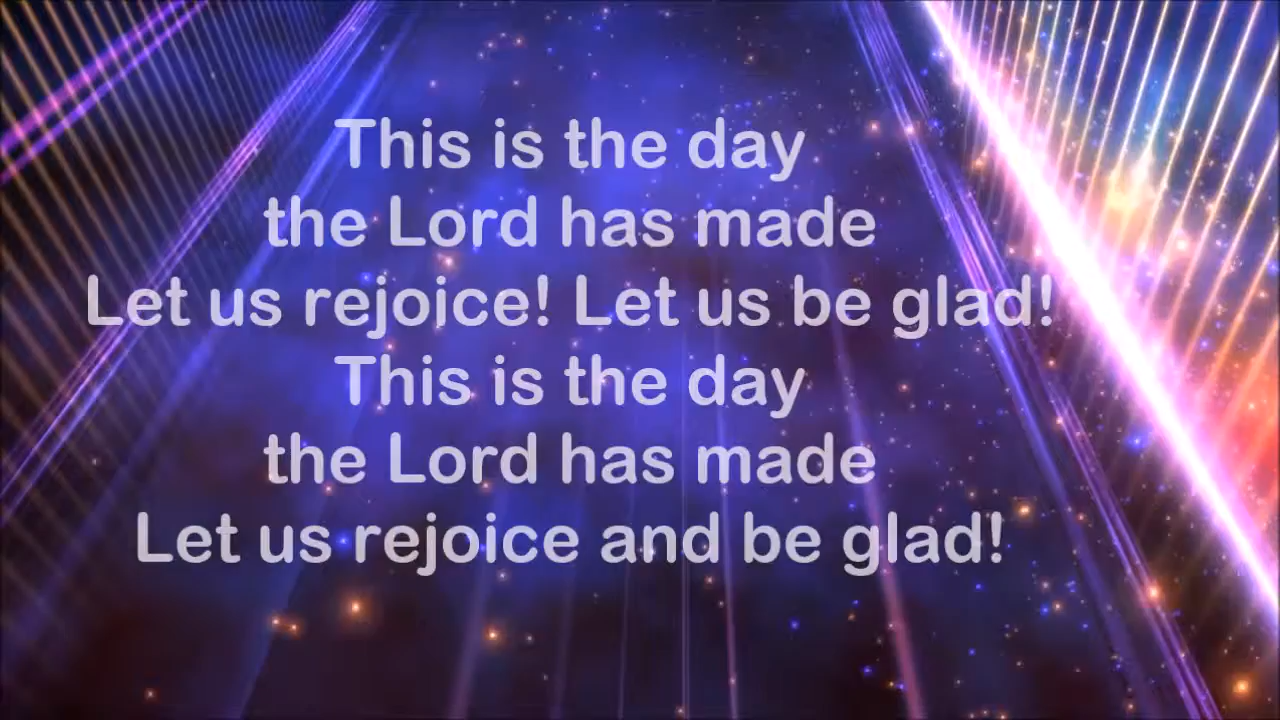 This is the day
the Lord has made
Let us rejoice! Let us be glad!
This is the day
the Lord has made
Let us rejoice and be glad!